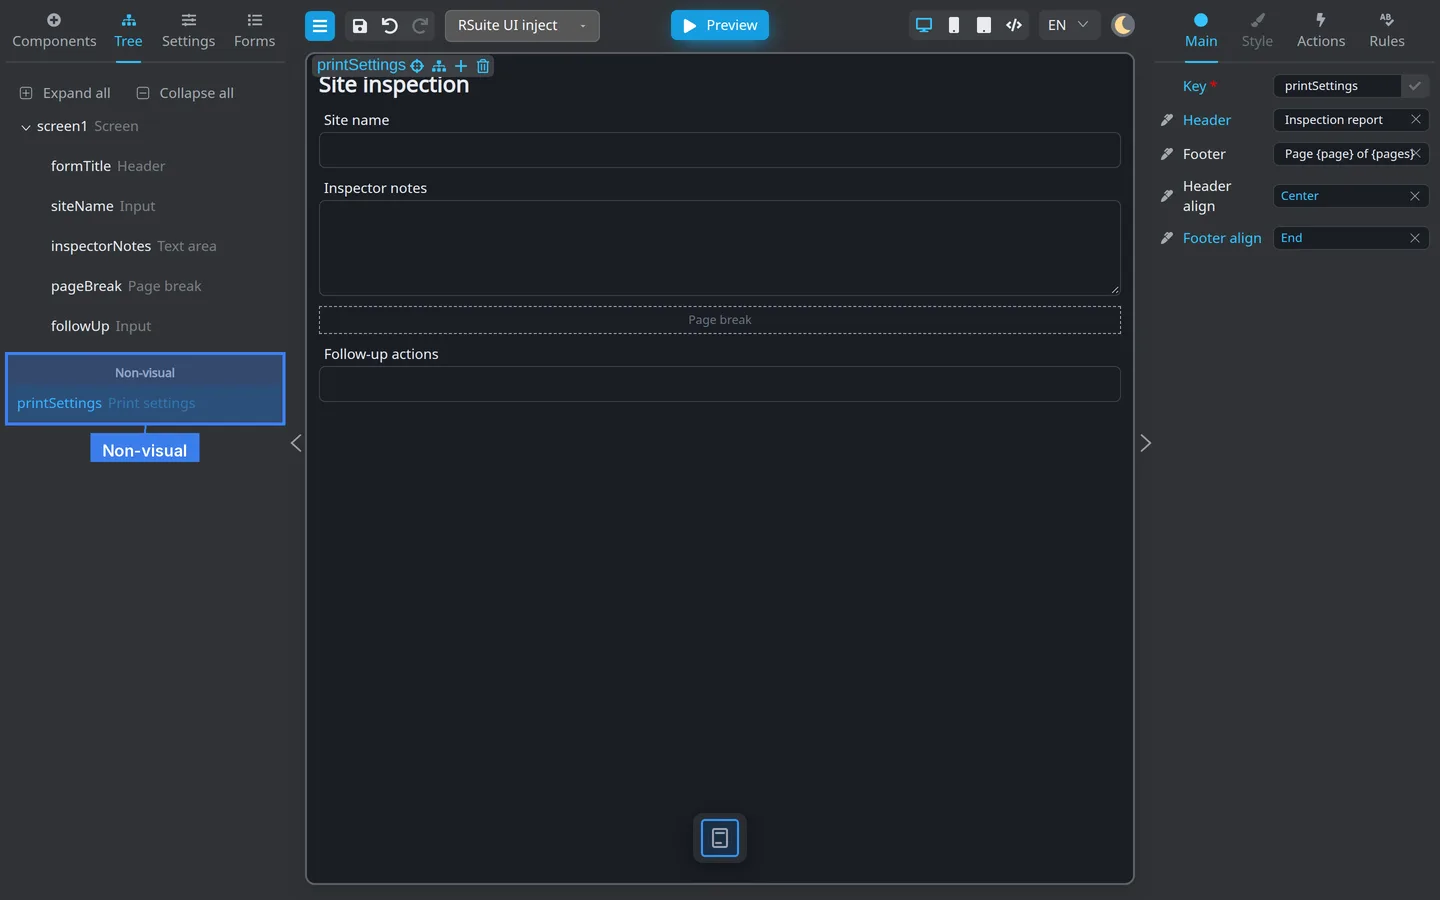 Components Tree Settings Forms
RSuite UI inject
Preview
EN
Main Style Actions Rules
Expand all Collapse all
screen1 Screen
formTitle Header
siteName Input
inspectorNotes Text area
pageBreak Page break
followUp Input
Non-visual
printSettings Print settings
Non-visual
printSettings
Site inspection
Site name
Inspector notes
Page break
Follow-up actions
Key * printSettings
Header Inspection report
Footer Page {page} of {pages}
Header align Center
Footer align End